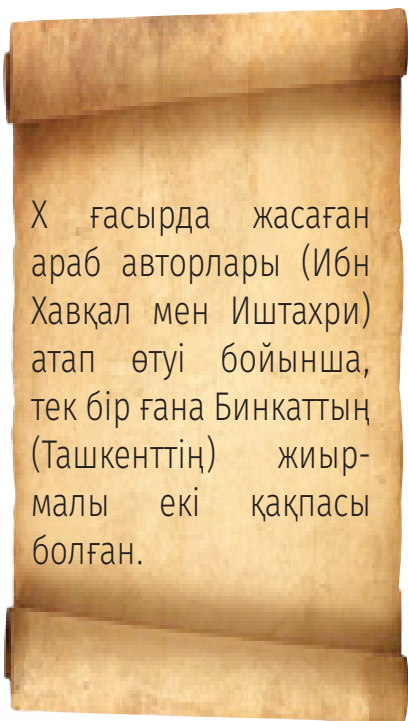 X ғасырда жасаған
араб авторлары (Ибн
Хавқал мен Иштахри)
атап өтуі бойынша,
тек бір ғана Бинкаттың
(Ташкенттің) жиыр-
малы екі қақпасы
болған.